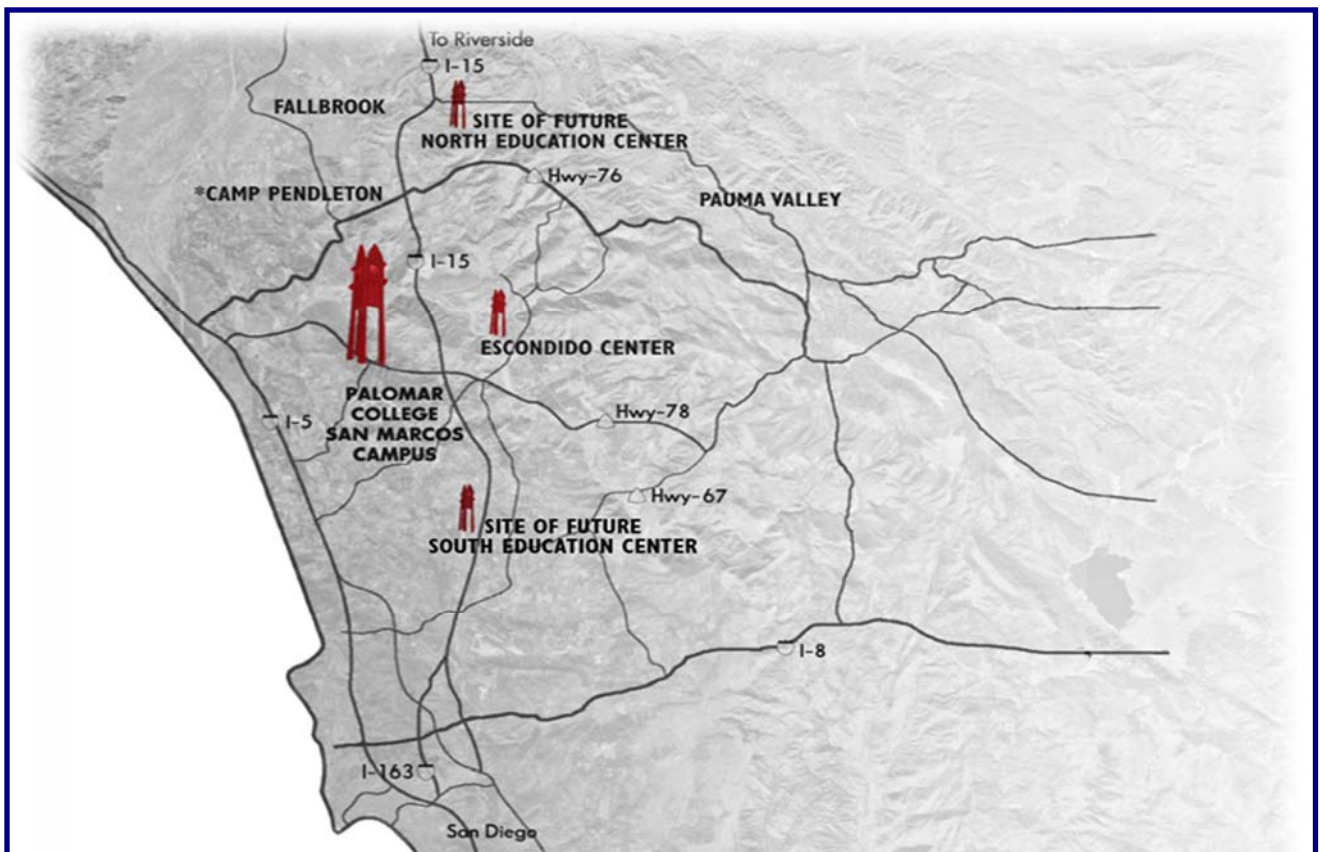 To Riverside
I-15
FALLBROOK
SITE OF FUTURE
NORTH EDUCATION CENTER
Hwy-76
*CAMP PENDLETON
PAUMA VALLEY
I-15
ESCONDIDO CENTER
PALOMAR
COLLEGE
SAN MARCOS
CAMPUS
I-5
Hwy-78
Hwy-67
SITE OF FUTURE
SOUTH EDUCATION CENTER
I-8
I-163
San Diego